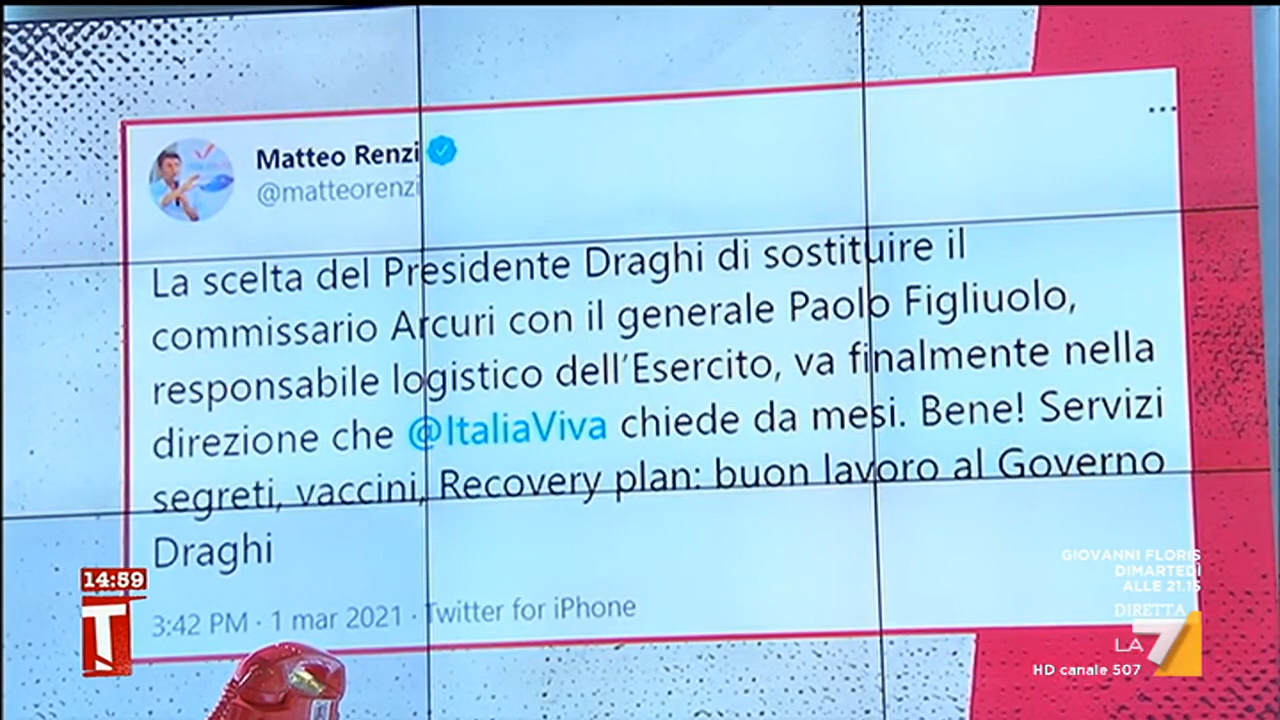 ...
Matteo Renzi
@matteorenzi
La scelta del Presidente Draghi di sostituire il
commissario Arcuri con il generale Paolo Figliuolo,
responsabile logistico dell'Esercito, va finalmente nella
direzione che @ItaliaViva chiede da mesi. Bene! Servizi
segreti, vaccini, Recovery plan: buon lavoro al Governo
Draghi
3:42 PM · 1 mar 2021 · Twitter for iPhone
14:59
T
GIOVANNI FLORIS
DIMARTEDÌ
ALLE 21.15
DIRETTA
LA7
HD canale 507